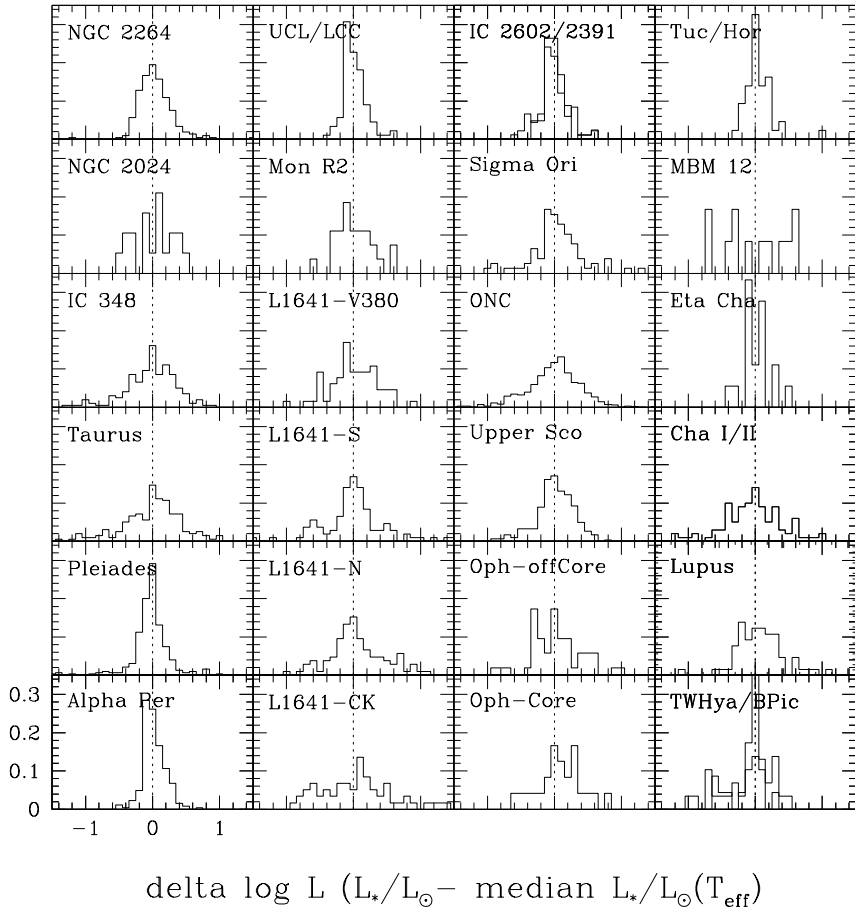 NGC 2264 UCL/LCC IC 2602/2391 Tuc/Hor
NGC 2024 Mon R2 Sigma Ori MBM 12
IC 348 L1641-V380 ONC Eta Cha
Taurus L1641-S Upper Sco Cha I/II
Pleiades L1641-N Oph-offCore Lupus
0.3
Alpha Per L1641-CK Oph-Core TWHya/BPic
0.2
0.1
0
-1 0 1
delta log L (L*/L☉− median L*/L☉(Teff)